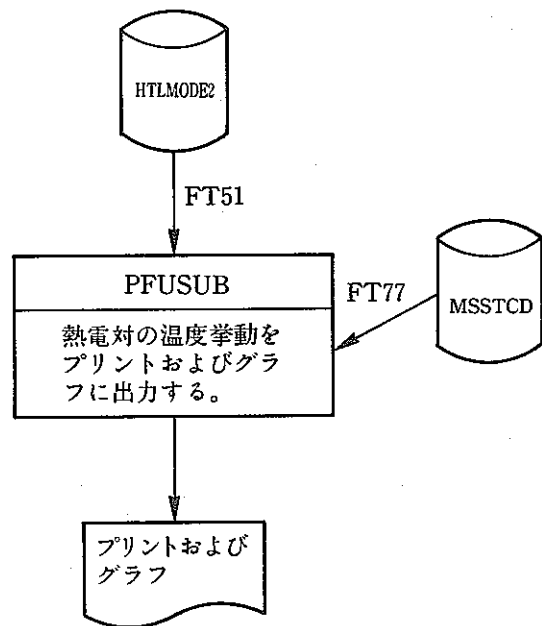 HTLMODE2
FT51
PFUSUB
FT77
MSSTCD
熱電対の温度挙動を
プリントおよびグラ
フに出力する。
プリントおよび
グラフ